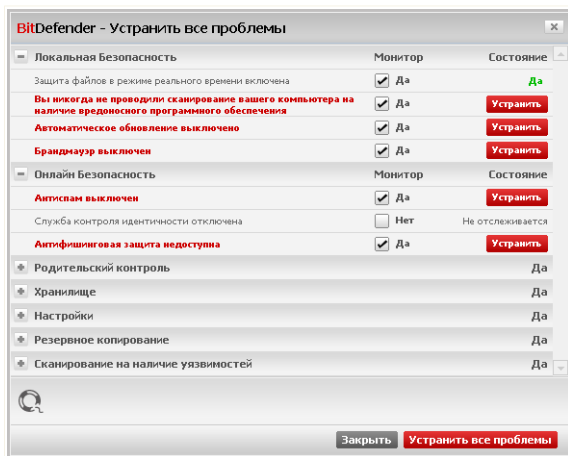 BitDefender - Устранить все проблемы
Локальная Безопасность Монитор Состояние
Защита файлов в режиме реального времени включена Да Да
Вы никогда не проводили сканирование вашего компьютера на
наличие вредоносного программного обеспечения Да Устранить
Автоматическое обновление выключено Да Устранить
Брандмауэр выключен Да Устранить
Онлайн Безопасность Монитор Состояние
Антиспам выключен Да Устранить
Служба контроля идентичности отключена Нет Не отслеживается
Антифишинговая защита недоступна Да Устранить
Родительский контроль Да
Хранилище Да
Настройки Да
Резервное копирование Да
Сканирование на наличие уязвимостей Да
Закрыть Устранить все проблемы